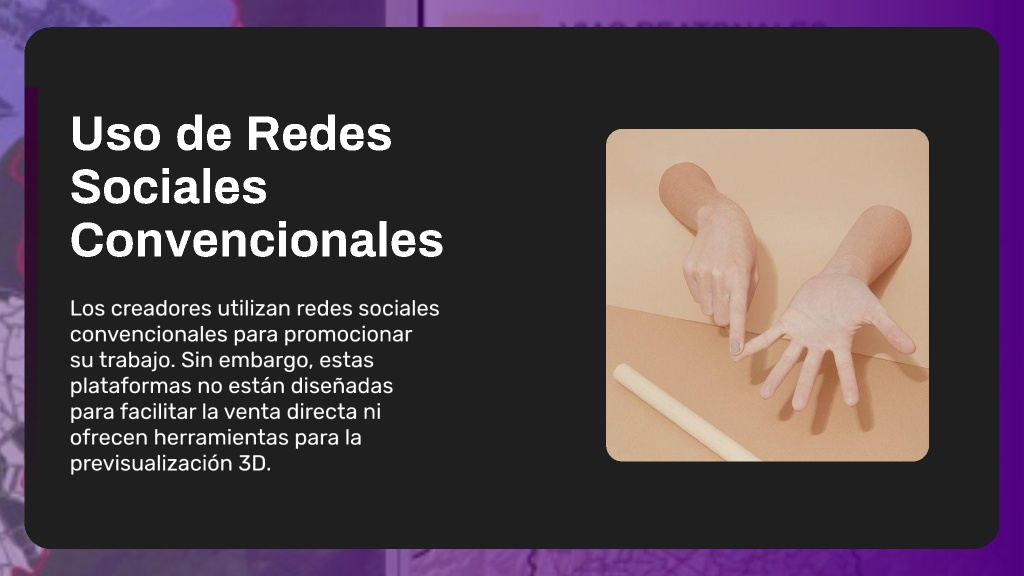 Uso de Redes
Sociales
Convencionales
Los creadores utilizan redes sociales
convencionales para promocionar
su trabajo. Sin embargo, estas
plataformas no están diseñadas
para facilitar la venta directa ni
ofrecen herramientas para la
previsualización 3D.